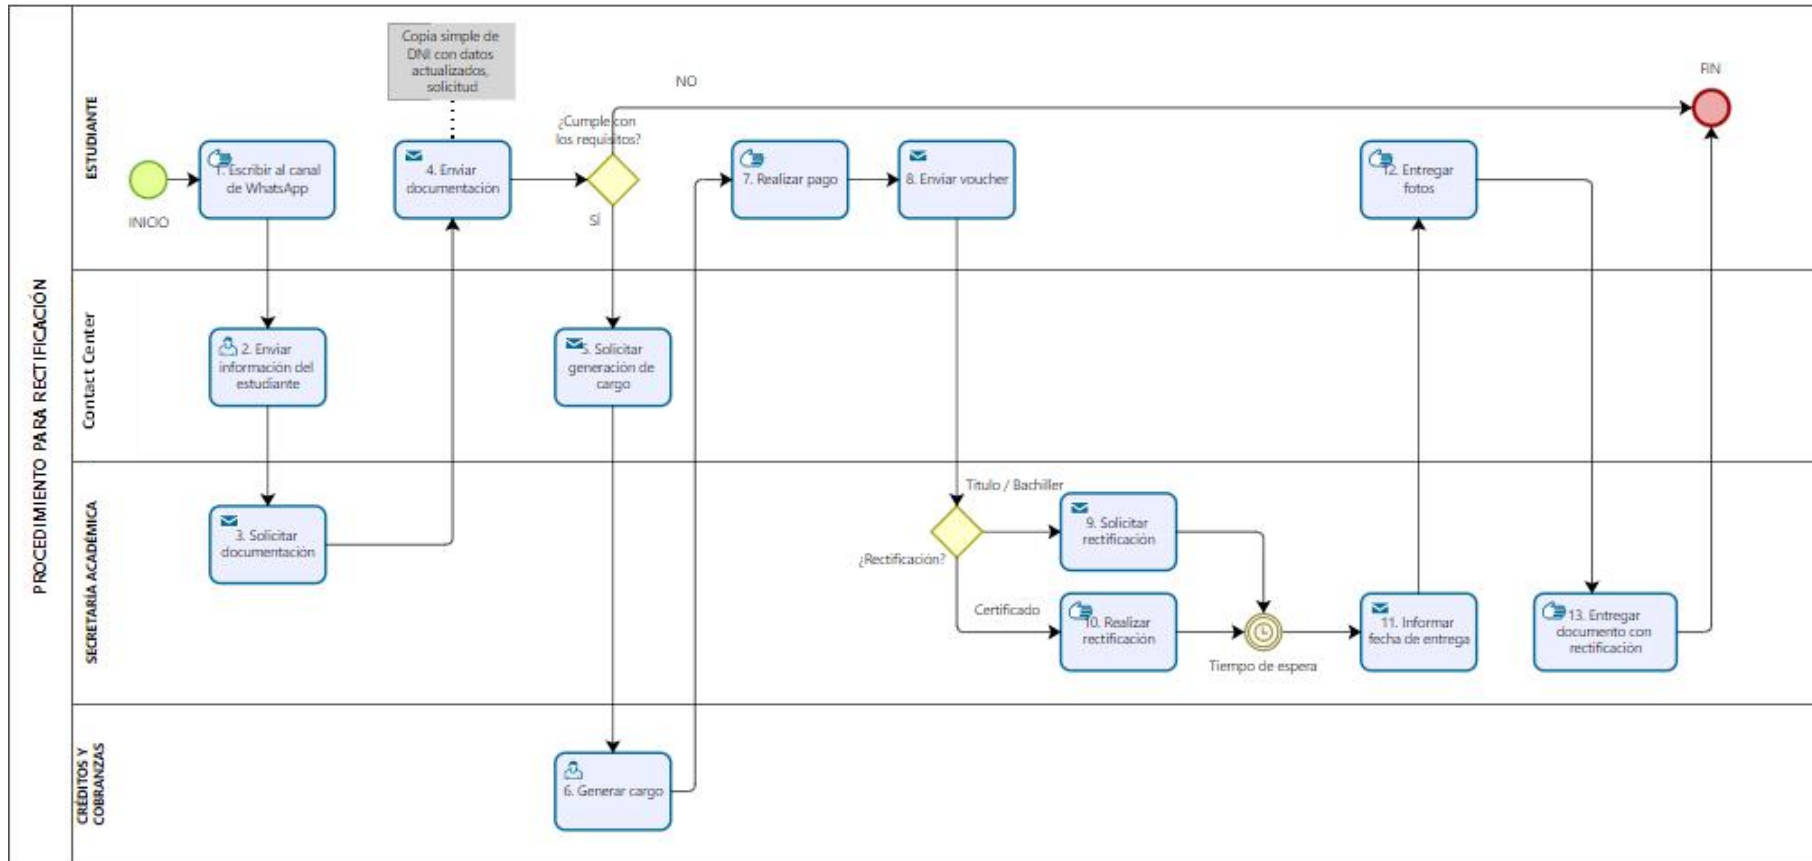 PROCEDIMIENTO PARA RECTIFICACIÓN
ESTUDIANTE
INICIO
1. Escribir al canal
de WhatsApp
Copia simple de
DNI con datos
actualizados,
solicitud
4. Enviar
documentación
¿Cumple con
los requisitos?
NO
SÍ
7. Realizar pago
8. Enviar voucher
12. Entregar
fotos
FIN
Contact Center
2. Enviar
información del
estudiante
5. Solicitar
generación de
cargo
SECRETARÍA ACADÉMICA
3. Solicitar
documentación
¿Rectificación?
Título / Bachiller
9. Solicitar
rectificación
Certificado
10. Realizar
rectificación
Tiempo de espera
11. Informar
fecha de entrega
13. Entregar
documento con
rectificación
CRÉDITOS Y
COBRANZAS
6. Generar cargo